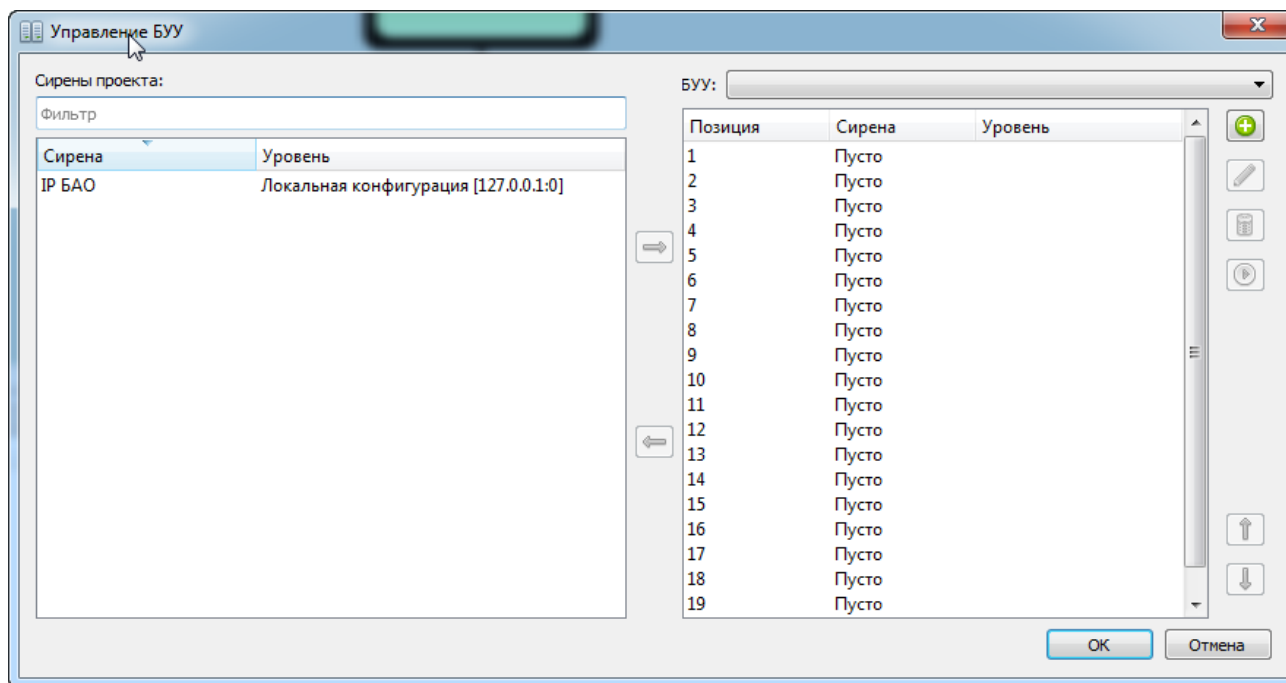 Управление БУУ
Сирены проекта:
Фильтр
Сирена Уровень
IP БАО Локальная конфигурация [127.0.0.1:0]
БУУ:
Позиция Сирена Уровень
1 Пусто
2 Пусто
3 Пусто
4 Пусто
5 Пусто
6 Пусто
7 Пусто
8 Пусто
9 Пусто
10 Пусто
11 Пусто
12 Пусто
13 Пусто
14 Пусто
15 Пусто
16 Пусто
17 Пусто
18 Пусто
19 Пусто
ОК Отмена